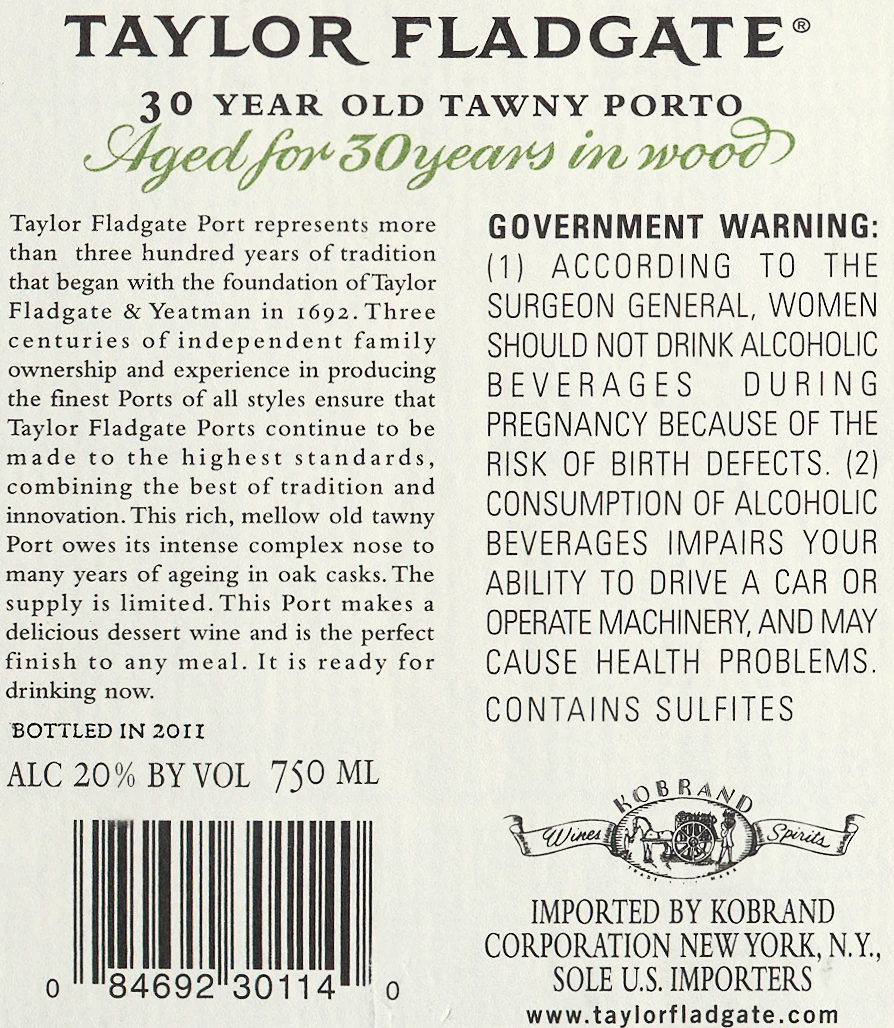 TAYLOR FLADGATE®
30 YEAR OLD TAWNY PORTO
Aged for 30 years in wood
Taylor Fladgate Port represents more
than three hundred years of tradition
that began with the foundation of Taylor
Fladgate & Yeatman in 1692. Three
centuries of independent family
ownership and experience in producing
the finest Ports of all styles ensure that
Taylor Fladgate Ports continue to be
made to the highest standards,
combining the best of tradition and
innovation. This rich, mellow old tawny
Port owes its intense complex nose to
many years of ageing in oak casks. The
supply is limited. This Port makes a
delicious dessert wine and is the perfect
finish to any meal. It is ready for
drinking now.
BOTTLED IN 2011
ALC 20% BY VOL 750 ML
0 84692 30114 0
GOVERNMENT WARNING:
(1) ACCORDING TO THE
SURGEON GENERAL, WOMEN
SHOULD NOT DRINK ALCOHOLIC
BEVERAGES DURING
PREGNANCY BECAUSE OF THE
RISK OF BIRTH DEFECTS. (2)
CONSUMPTION OF ALCOHOLIC
BEVERAGES IMPAIRS YOUR
ABILITY TO DRIVE A CAR OR
OPERATE MACHINERY, AND MAY
CAUSE HEALTH PROBLEMS.
CONTAINS SULFITES
KOBRAND
Wines Spirits
TRADE MARK
IMPORTED BY KOBRAND
CORPORATION NEW YORK, N.Y.,
SOLE U.S. IMPORTERS
www.taylorfladgate.com